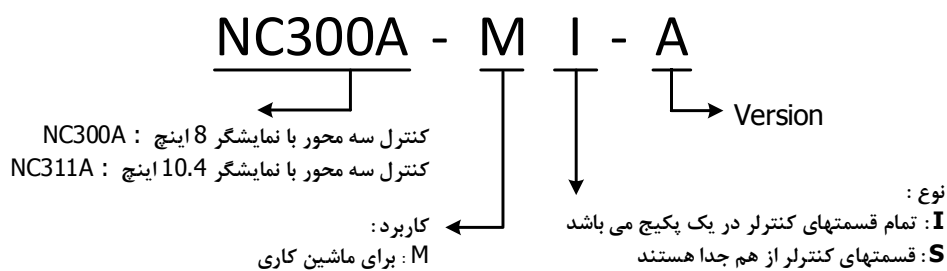 NC300A - M I - A
Version
کنترل سه محور با نمایشگر 8 اینچ : NC300A
کنترل سه محور با نمایشگر 10.4 اینچ : NC311A
نوع :
I : تمام قسمتهای کنترلر در یک پکیج می باشد
S : قسمتهای کنترلر از هم جدا هستند
کاربرد :
M : برای ماشین کاری